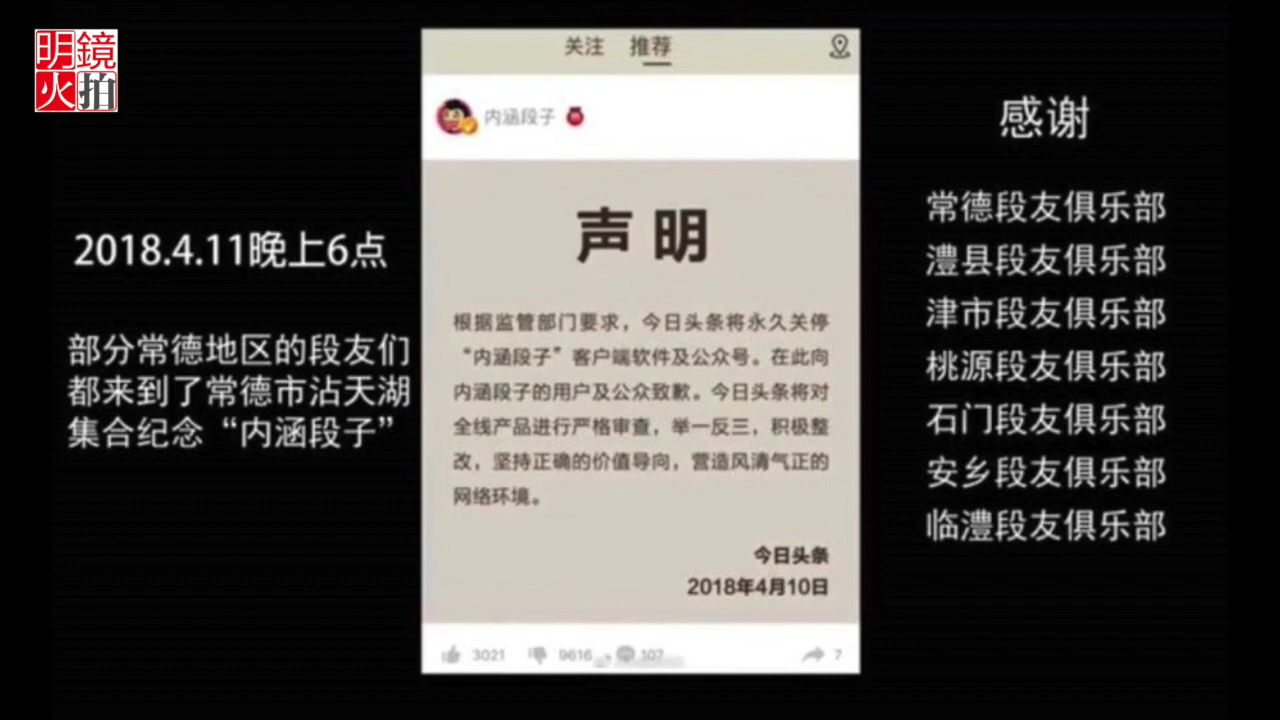 明鏡
火拍
2018.4.11晚上6点
部分常德地区的段友们
都来到了常德市沾天湖
集合纪念“内涵段子”
关注 推荐
内涵段子
声明
根据监管部门要求，今日头条将永久关停
“内涵段子”客户端软件及公众号。在此向
内涵段子的用户及公众致歉。今日头条将对
全线产品进行严格审查，举一反三，积极整
改，坚持正确的价值导向，营造风清气正的
网络环境。
今日头条
2018年4月10日
3021 9616 107 7
感谢
常德段友俱乐部
澧县段友俱乐部
津市段友俱乐部
桃源段友俱乐部
石门段友俱乐部
安乡段友俱乐部
临澧段友俱乐部